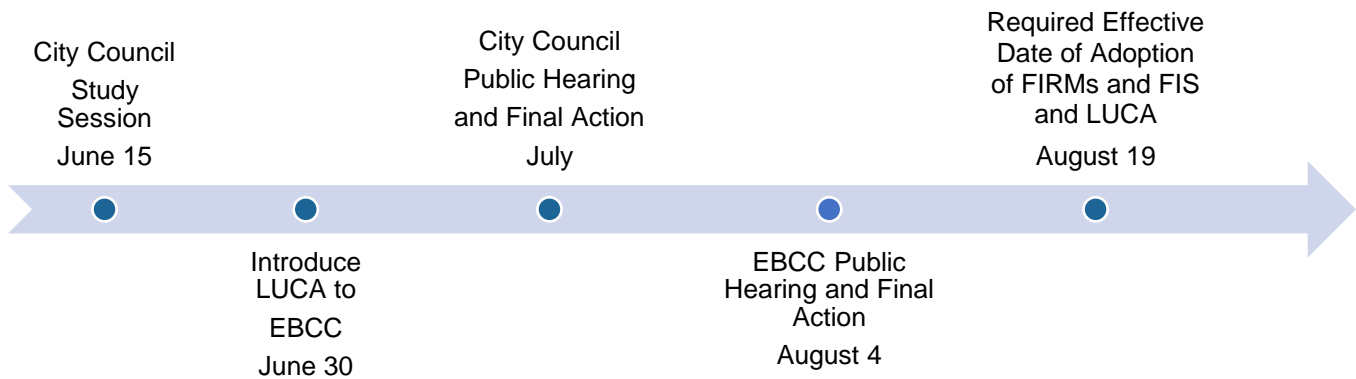 City Council
Study
Session
June 15
Introduce
LUCA to
EBCC
June 30
City Council
Public Hearing
and Final Action
July
EBCC Public
Hearing and Final
Action
August 4
Required Effective
Date of Adoption
of FIRMs and FIS
and LUCA
August 19